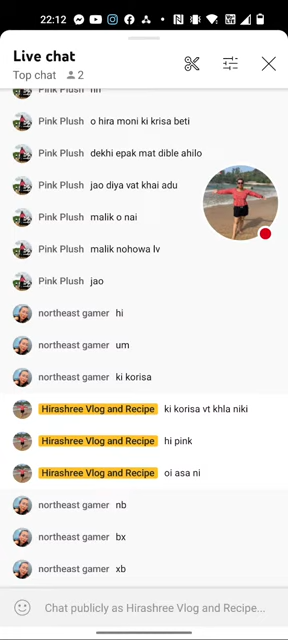 22:12
Live chat
Top chat 2
Pink Plush hh
Pink Plush o hira moni ki krisa beti
Pink Plush dekhi epak mat dible ahilo
Pink Plush jao diya vat khai adu
Pink Plush malik o nai
Pink Plush malik nohowa lv
Pink Plush jao
northeast gamer hi
northeast gamer um
northeast gamer ki korisa
Hirashree Vlog and Recipe ki korisa vt khla niki
Hirashree Vlog and Recipe hi pink
Hirashree Vlog and Recipe oi asa ni
northeast gamer nb
northeast gamer bx
northeast gamer xb
Chat publicly as Hirashree Vlog and Recipe...